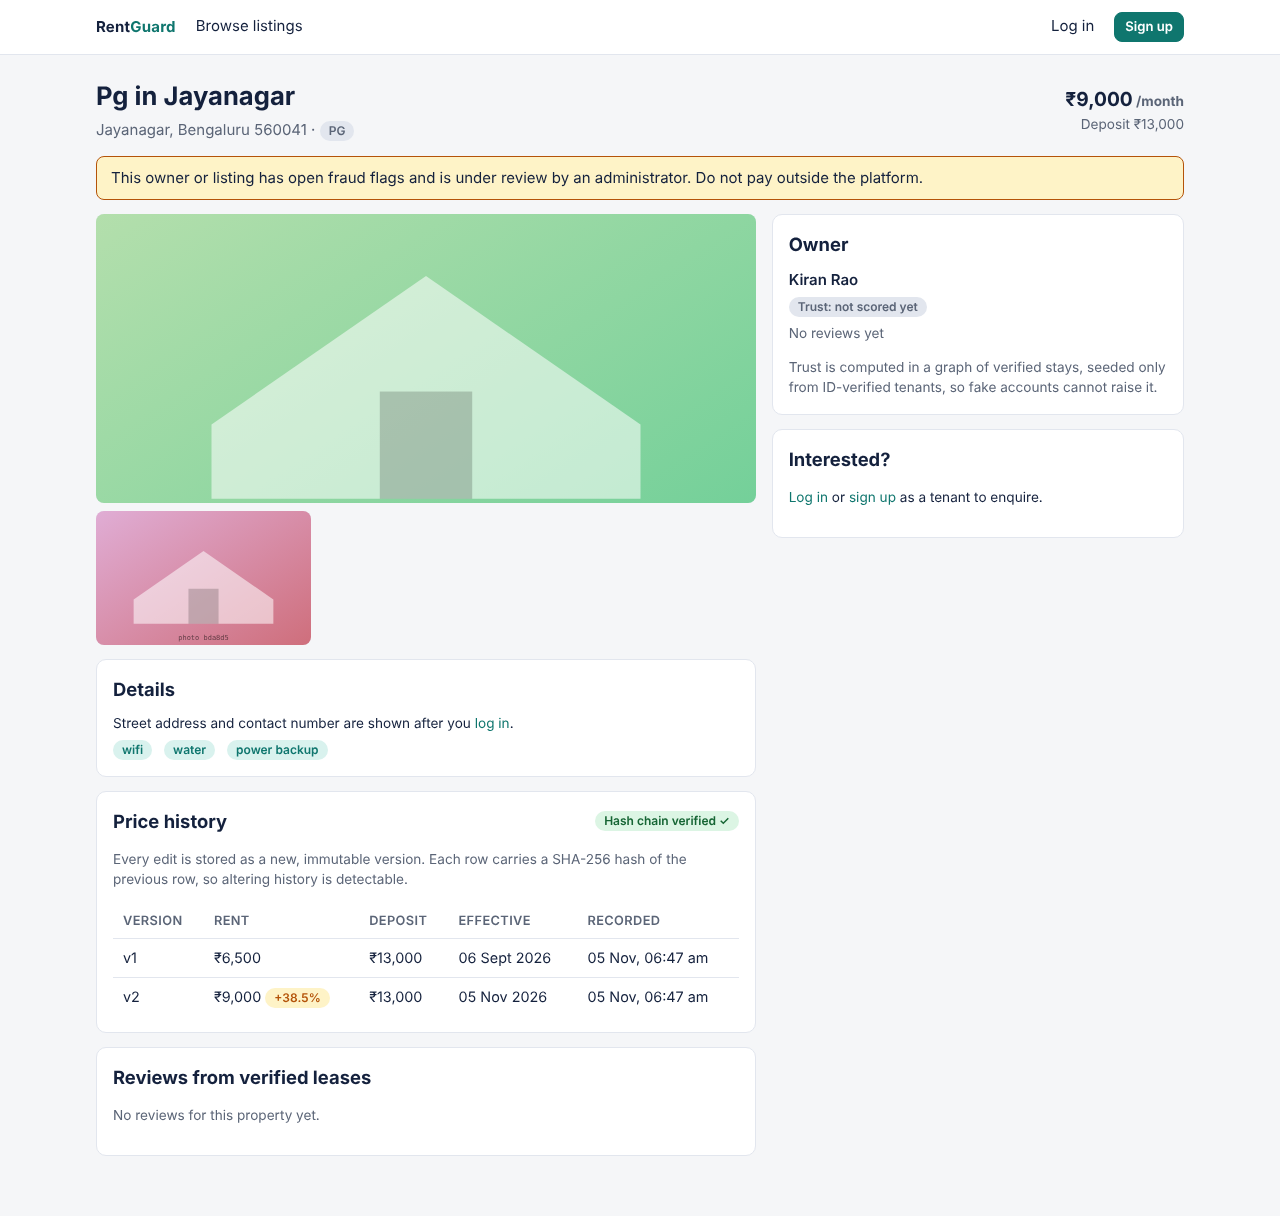 RentGuard Browse listings Log in Sign up
Pg in Jayanagar
₹9,000 /month
Jayanagar, Bengaluru 560041 · PG
Deposit ₹13,000
This owner or listing has open fraud flags and is under review by an administrator. Do not pay outside the platform.
photo bda8d5
Owner
Kiran Rao
Trust: not scored yet
No reviews yet
Trust is computed in a graph of verified stays, seeded only
from ID-verified tenants, so fake accounts cannot raise it.
Interested?
Log in or sign up as a tenant to enquire.
Details
Street address and contact number are shown after you log in.
wifi water power backup
Price history
Hash chain verified ✓
Every edit is stored as a new, immutable version. Each row carries a SHA-256 hash of the
previous row, so altering history is detectable.
VERSION RENT DEPOSIT EFFECTIVE RECORDED
v1 ₹6,500 ₹13,000 06 Sept 2026 05 Nov, 06:47 am
v2 ₹9,000 +38.5% ₹13,000 05 Nov 2026 05 Nov, 06:47 am
Reviews from verified leases
No reviews for this property yet.